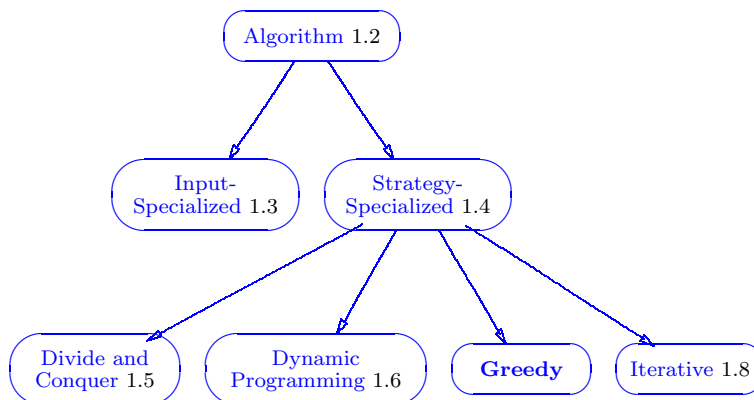 Algorithm 1.2
Input-
Specialized 1.3
Strategy-
Specialized 1.4
Divide and
Conquer 1.5
Dynamic
Programming 1.6
Greedy
Iterative 1.8